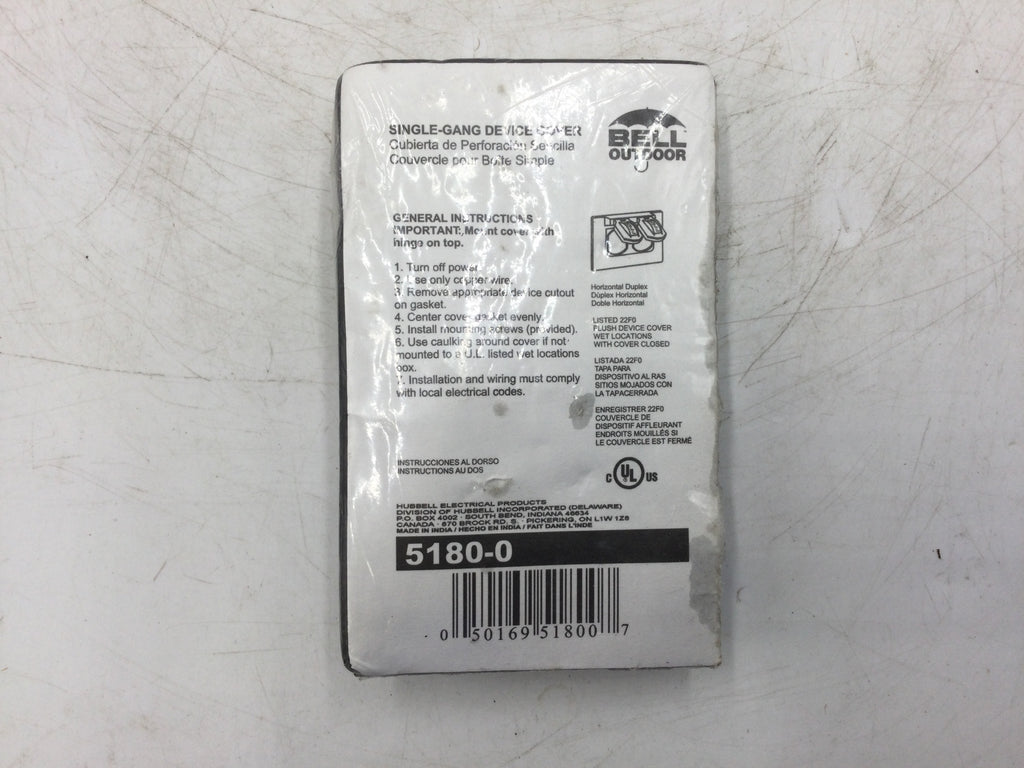 SINGLE-GANG DEVICE COVER
Cubierta de Perforación Sencilla
Couvercle pour Boîte Simple
BELL
OUTDOOR
GENERAL INSTRUCTIONS
IMPORTANT: Mount cover with
hinge on top.
1. Turn off power.
2. Use only copper wire.
3. Remove appropriate device cutout
on gasket.
4. Center cover gasket evenly.
5. Install mounting screws (provided).
6. Use caulking around cover if not
mounted to a U.L. listed wet locations
box.
7. Installation and wiring must comply
with local electrical codes.
Horizontal Duplex
Dúplex Horizontal
Doble Horizontal
LISTED 22F0
FLUSH DEVICE COVER
WET LOCATIONS
WITH COVER CLOSED
LISTADA 22F0
TAPA PARA
DISPOSITIVO AL RAS
SITIOS MOJADOS CON
LA TAPACERRADA
ENREGISTRER 22F0
COUVERCLE DE
DISPOSITIF AFFLEURANT
ENDROITS MOUILLÉS SI
LE COUVERCLE EST FERMÉ
INSTRUCCIONES AL DORSO
INSTRUCTIONS AU DOS
C UL US
HUBBELL ELECTRICAL PRODUCTS
DIVISION OF HUBBELL INCORPORATED (DELAWARE)
P.O. BOX 4002 · SOUTH BEND, INDIANA 46634
CANADA · 870 BROCK RD. S. · PICKERING, ON L1W 1Z8
MADE IN INDIA / HECHO EN INDIA / FAIT DANS L'INDE
5180-0
0 50169 51800 7